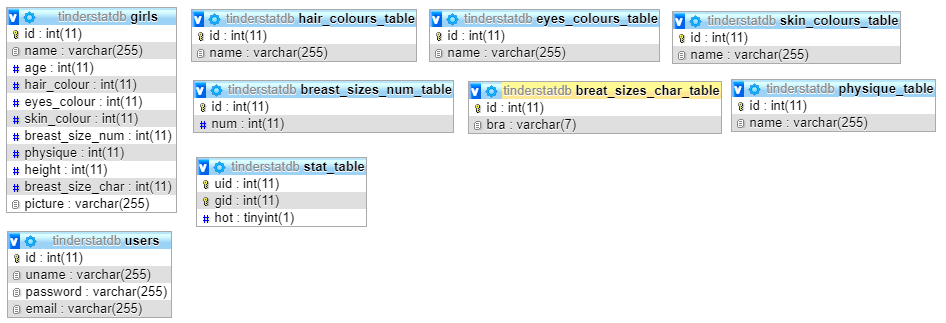 tinderstatdb girls
id : int(11)
name : varchar(255)
age : int(11)
hair_colour : int(11)
eyes_colour : int(11)
skin_colour : int(11)
breast_size_num : int(11)
physique : int(11)
height : int(11)
breast_size_char : int(11)
picture : varchar(255)
tinderstatdb hair_colours_table
id : int(11)
name : varchar(255)
tinderstatdb eyes_colours_table
id : int(11)
name : varchar(255)
tinderstatdb skin_colours_table
id : int(11)
name : varchar(255)
tinderstatdb breast_sizes_num_table
id : int(11)
num : int(11)
tinderstatdb breat_sizes_char_table
id : int(11)
bra : varchar(7)
tinderstatdb physique_table
id : int(11)
name : varchar(255)
tinderstatdb stat_table
uid : int(11)
gid : int(11)
hot : tinyint(1)
tinderstatdb users
id : int(11)
uname : varchar(255)
password : varchar(255)
email : varchar(255)